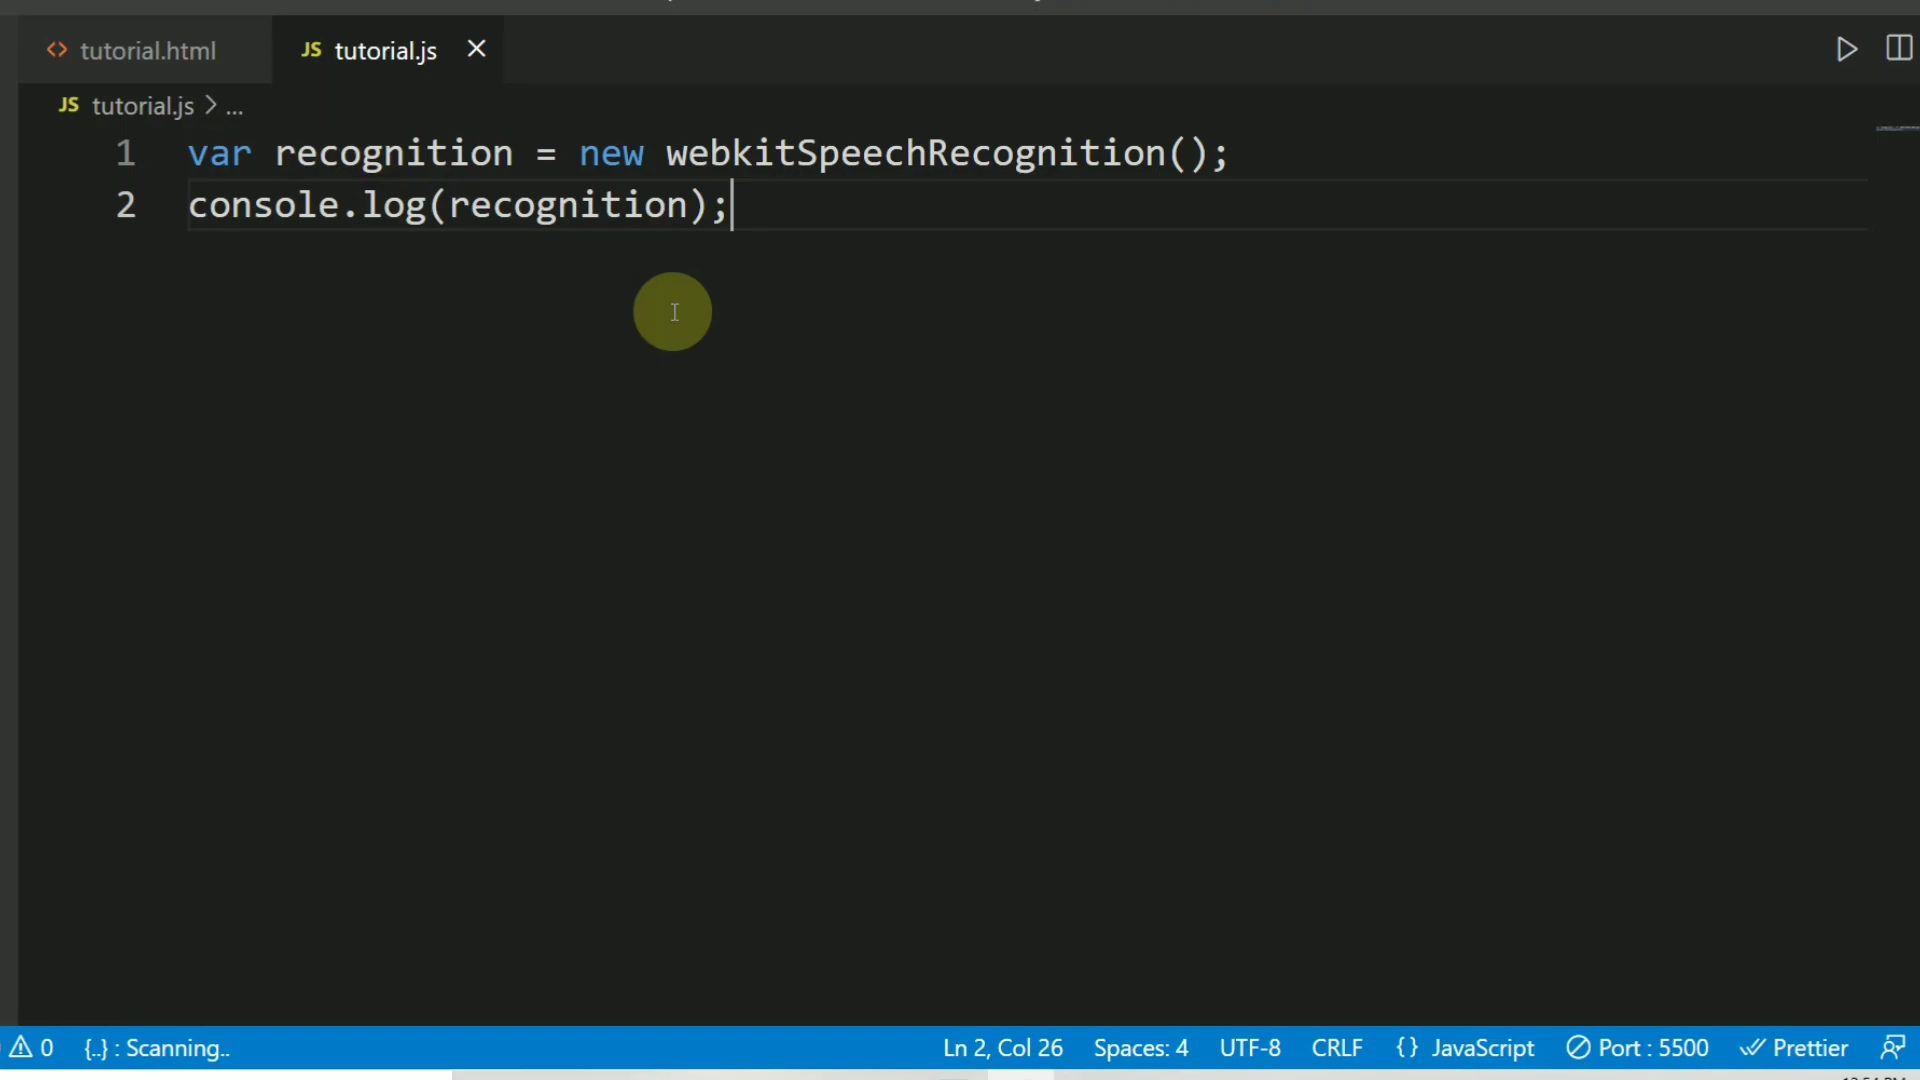 <> tutorial.html JS tutorial.js
JS tutorial.js > ...
1 var recognition = new webkitSpeechRecognition();
2 console.log(recognition);
0 {..} : Scanning.. Ln 2, Col 26 Spaces: 4 UTF-8 CRLF {} JavaScript Port : 5500 Prettier